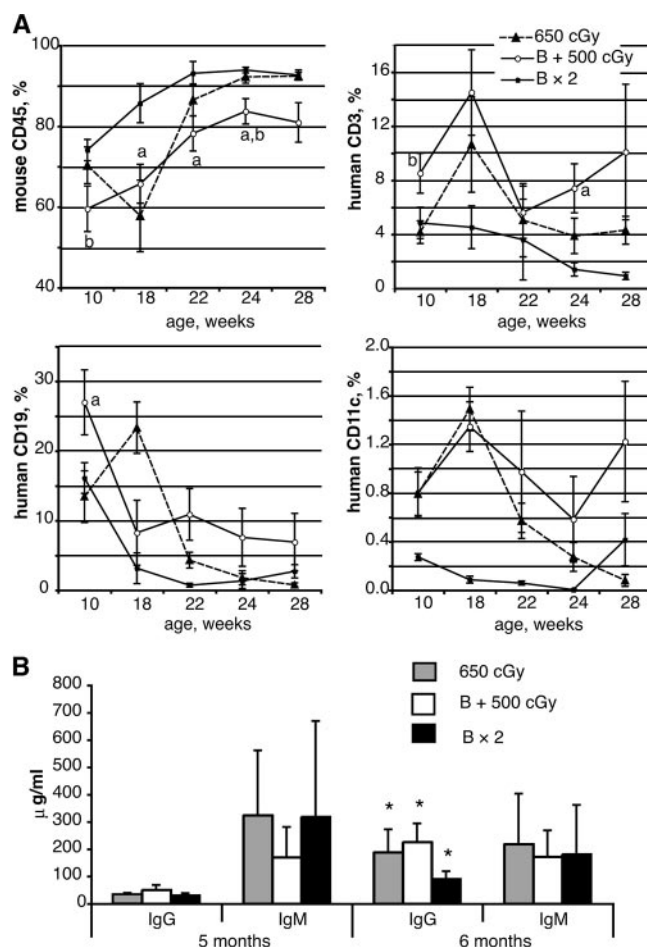 A
650 cGy
B + 500 cGy
B × 2
mouse CD45, %
100
90
80
70
60
50
40
a
a
a,b
b
10 18 22 24 28
age, weeks
human CD3, %
16
12
8
4
0
b
a
10 18 22 24 28
age, weeks
human CD19, %
30
20
10
0
a
10 18 22 24 28
age, weeks
human CD11c, %
2.0
1.6
1.2
0.8
0.4
0.0
10 18 22 24 28
age, weeks
B
650 cGy
B + 500 cGy
B × 2
µ g/ml
800
700
600
500
400
300
200
100
0
* * *
IgG IgM IgG IgM
5 months 6 months